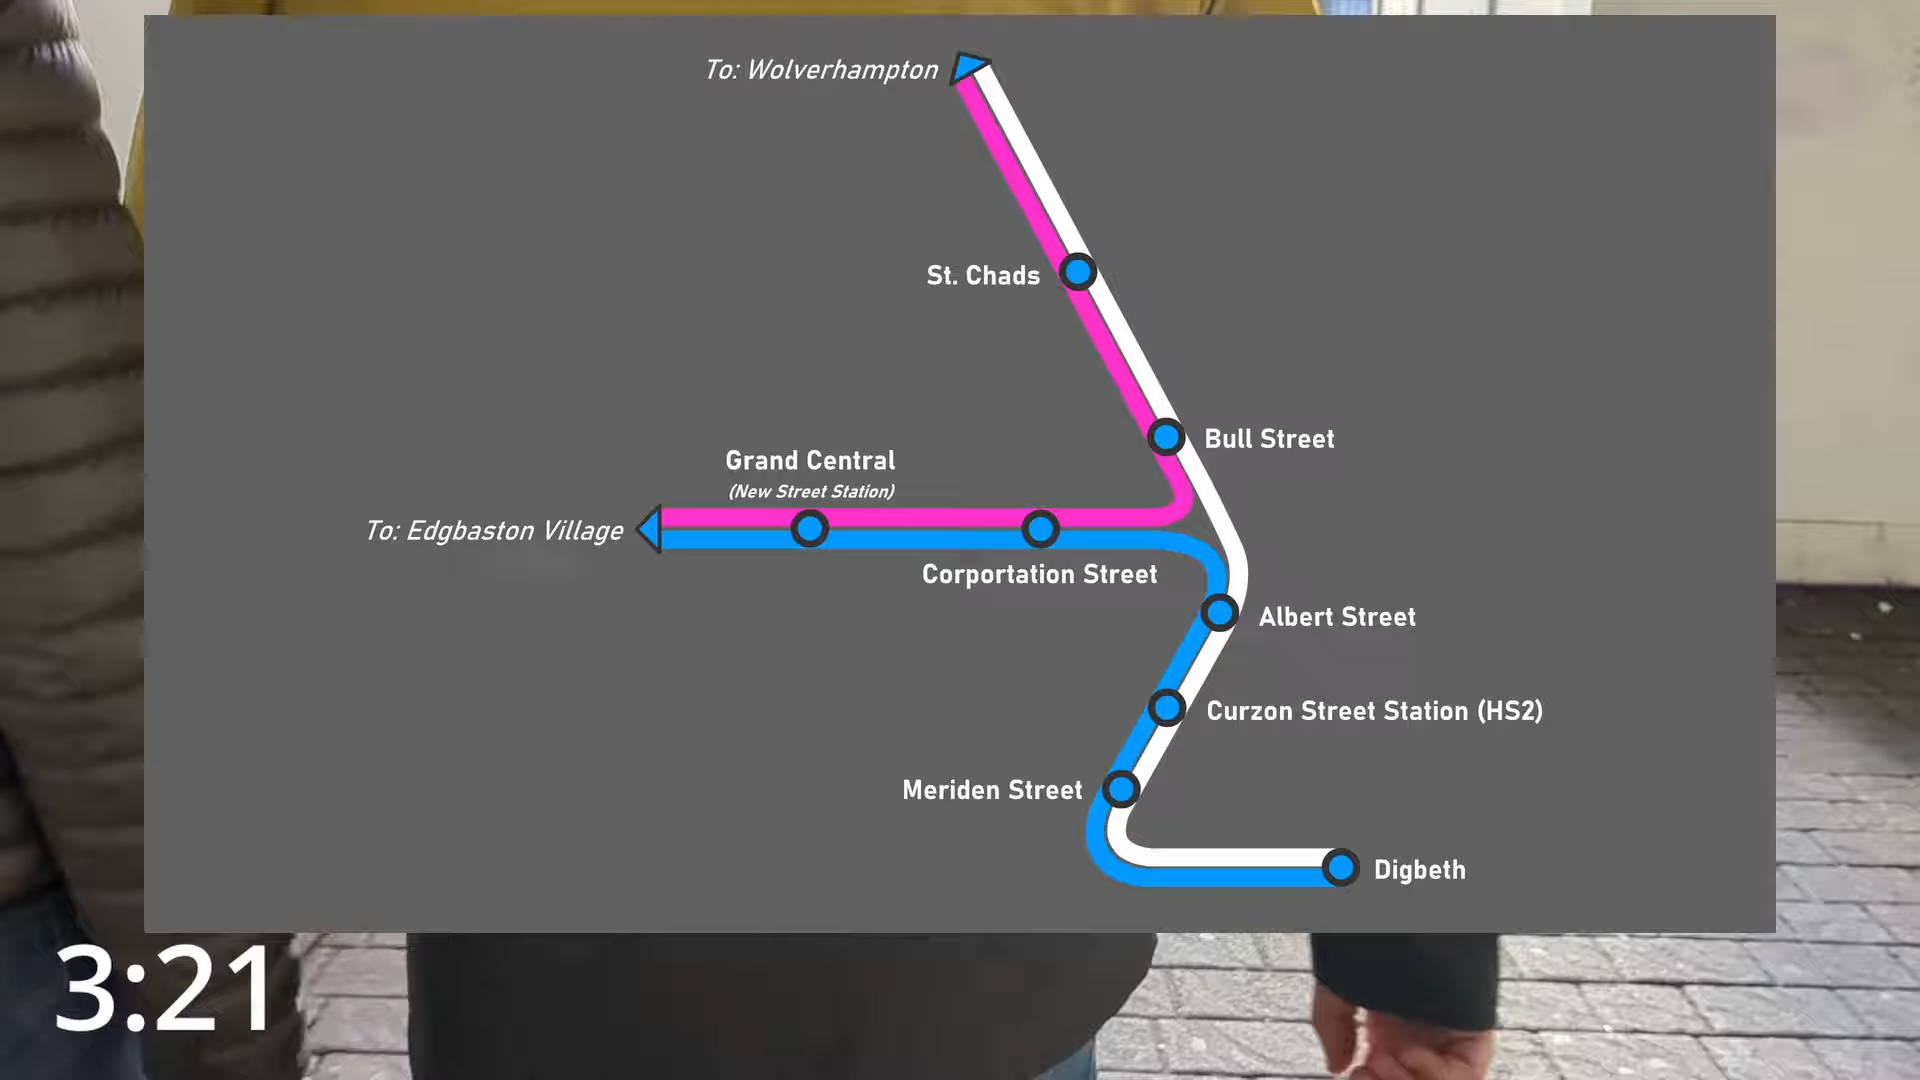 To: Wolverhampton
St. Chads
Bull Street
Grand Central
(New Street Station)
To: Edgbaston Village
Corportation Street
Albert Street
Curzon Street Station (HS2)
Meriden Street
Digbeth
3:21